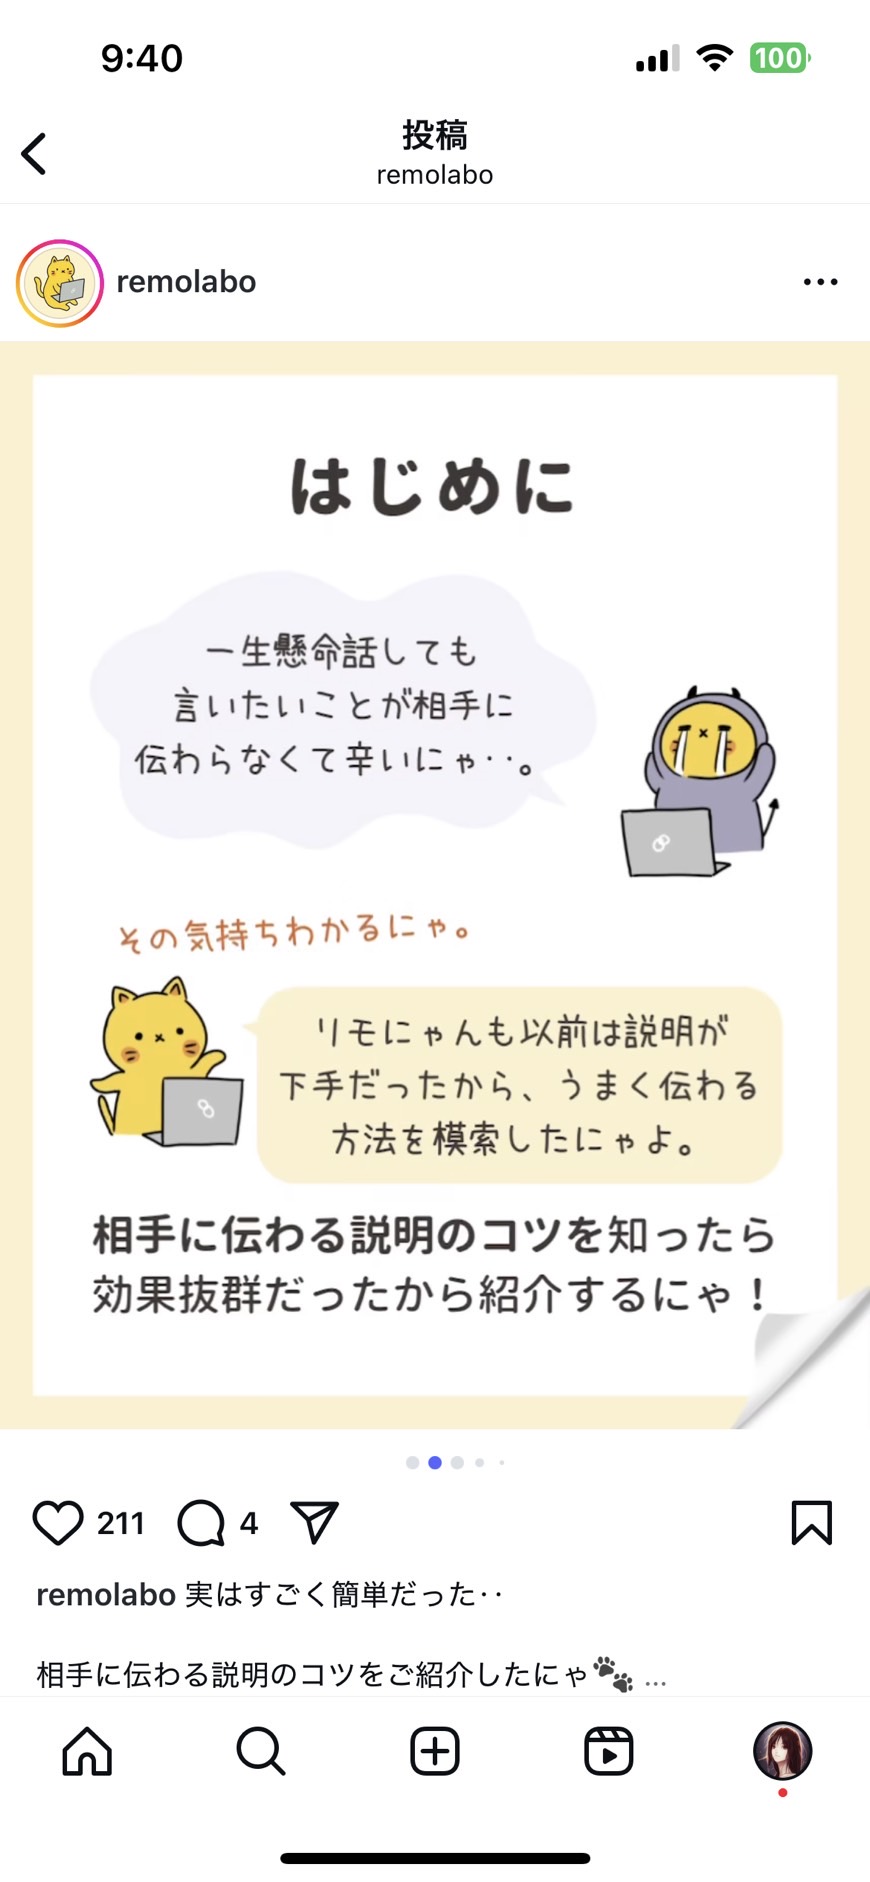 9:40
100
投稿
remolabo
remolabo
はじめに
一生懸命話しても
言いたいことが相手に
伝わらなくて辛いにゃ‥。
その気持ちわかるにゃ。
リモにゃんも以前は説明が
下手だったから、うまく伝わる
方法を模索したにゃよ。
相手に伝わる説明のコツを知ったら
効果抜群だったから紹介するにゃ！
211
4
remolabo 実はすごく簡単だった‥
相手に伝わる説明のコツをご紹介したにゃ🐾 ...